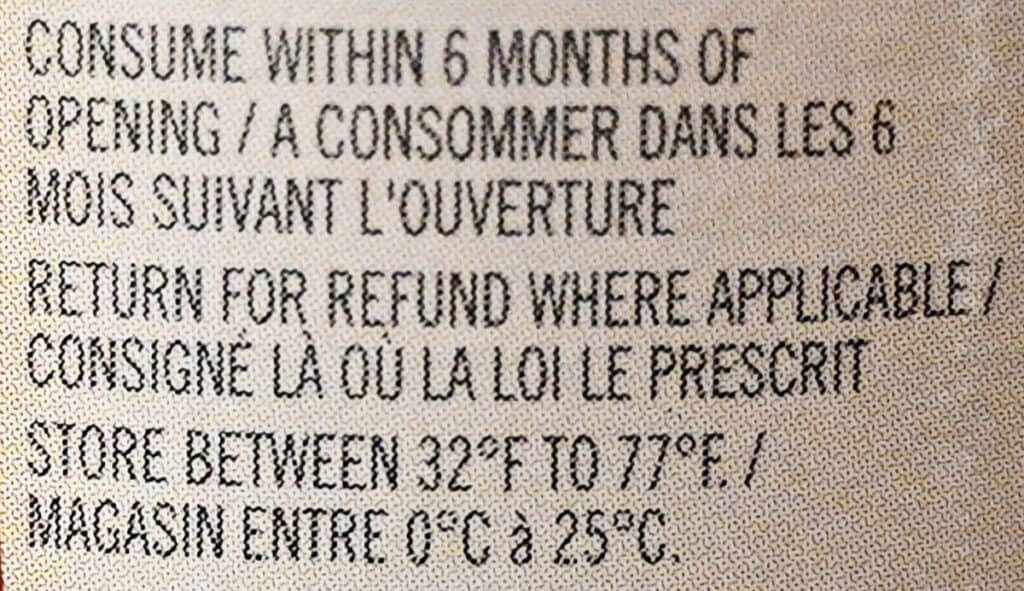 CONSUME WITHIN 6 MONTHS OF
OPENING / A CONSOMMER DANS LES 6
MOIS SUIVANT L'OUVERTURE
RETURN FOR REFUND WHERE APPLICABLE /
CONSIGNÉ LÀ OÙ LA LOI LE PRESCRIT
STORE BETWEEN 32°F TO 77°F. /
MAGASIN ENTRE 0°C à 25°C.